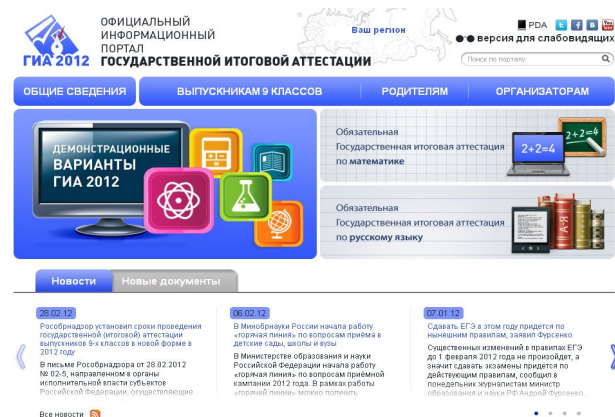 ОФИЦИАЛЬНЫЙ
ИНФОРМАЦИОННЫЙ
ПОРТАЛ
ГОСУДАРСТВЕННОЙ ИТОГОВОЙ АТТЕСТАЦИИ
ГИА 2012
Ваш регион
PDA
версия для слабовидящих
Поиск по порталу
ОБЩИЕ СВЕДЕНИЯ
ВЫПУСКНИКАМ 9 КЛАССОВ
РОДИТЕЛЯМ
ОРГАНИЗАТОРАМ
ДЕМОНСТРАЦИОННЫЕ
ВАРИАНТЫ
ГИА 2012
Обязательная
Государственная итоговая аттестация
по математике
2+2=4
2+2=4
Обязательная
Государственная итоговая аттестация
по русскому языку
А-Я
Новости
Новые документы
28.02.12
Рособрнадзор установил сроки проведения
государственной (итоговой) аттестации
выпускников 9-х классов в новой форме в
2012 году
В письме Рособрнадзора от 28.02.2012
№ 02-5, направленном в органы
исполнительной власти субъектов
Российской Федерации, осуществляющие
06.02.12
В Минобрнауки России начала работу
«горячая линия» по вопросам приёма в
детские сады, школы и вузы
В Министерстве образования и науки
Российской Федерации начала работу
«горячая линия» по вопросам приёмной
кампании 2012 года. В рамках работы
«горячей линии» можно получить
07.01.12
Сдавать ЕГЭ в этом году придется по
нынешним правилам, заявил Фурсенко
Существенных изменений в правилах ЕГЭ
до 1 февраля 2012 года не произойдет, а
значит сдавать экзамены придется по
действующим правилам, сообщил в
понедельник журналистам министр
образования и науки РФ Андрей Фурсенко
Все новости